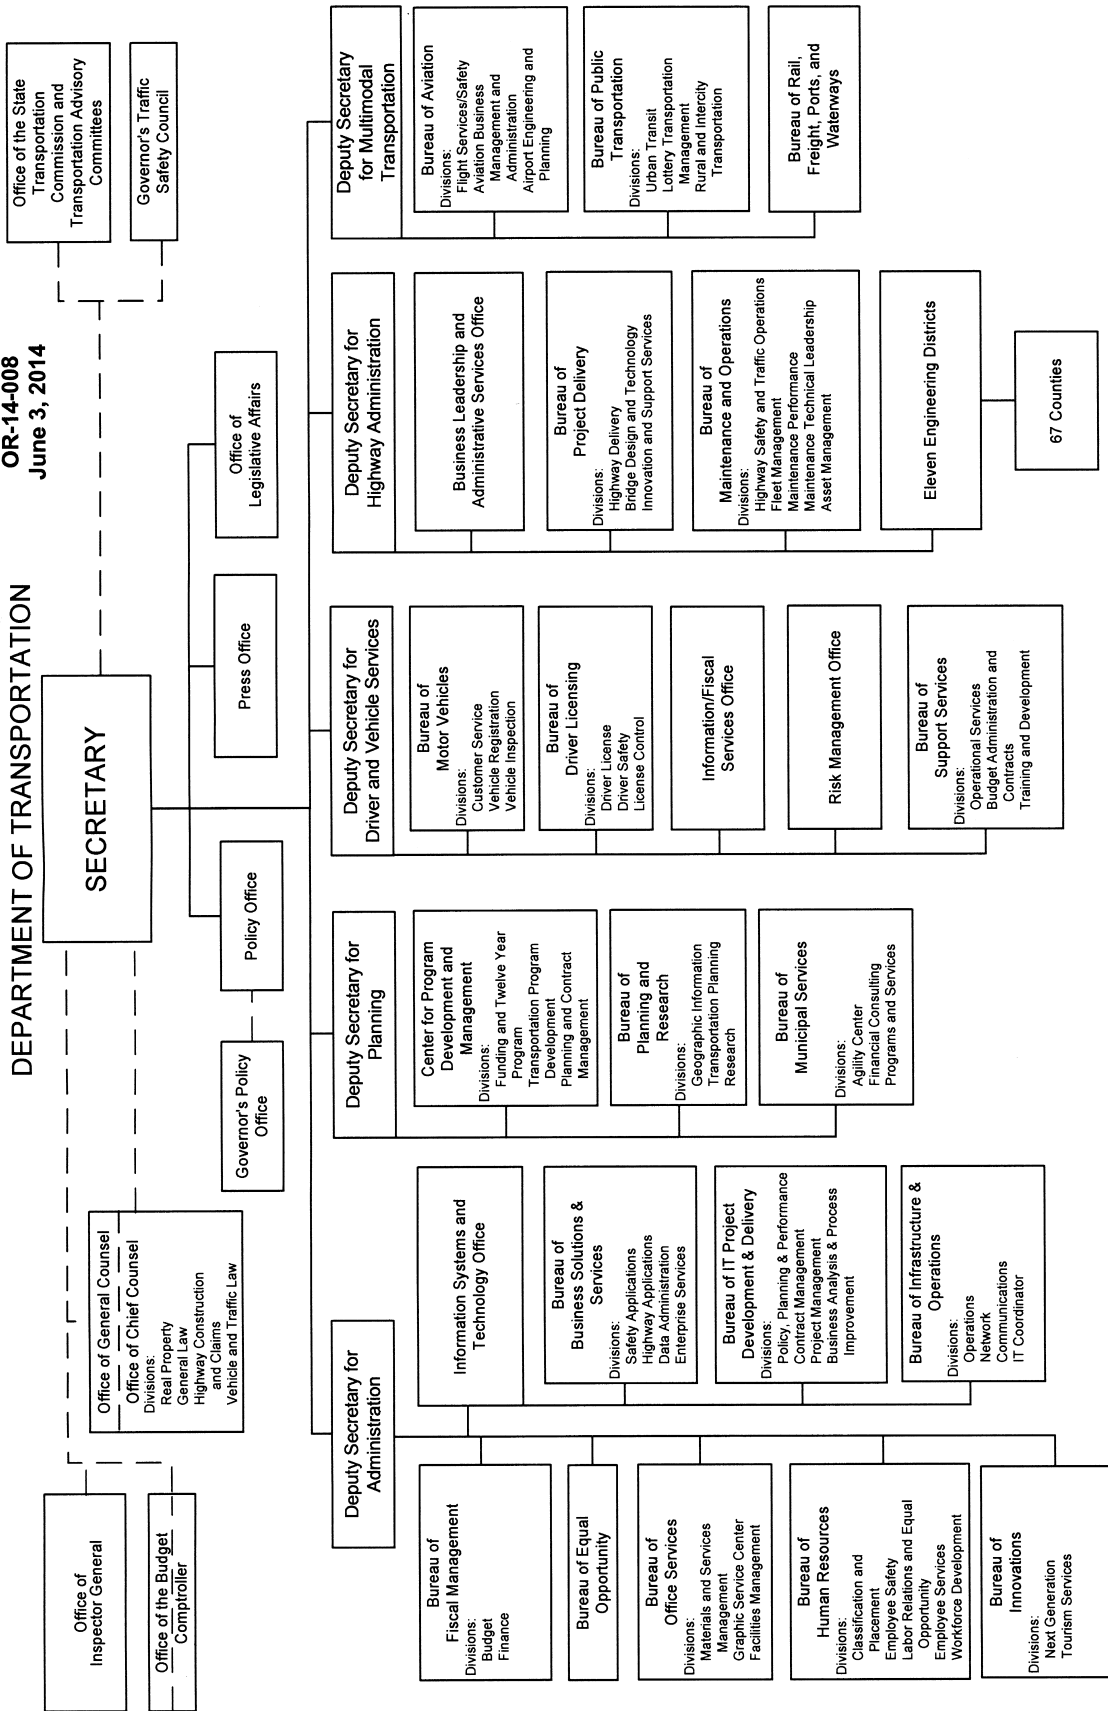 DEPARTMENT OF TRANSPORTATION
OR-14-008
June 3, 2014
Office of
Inspector General
Office of the Budget
Comptroller
Office of General Counsel
Office of Chief Counsel
Divisions:
Real Property
General Law
Highway Construction
and Claims
Vehicle and Traffic Law
SECRETARY
Office of the State
Transportation
Commission and
Transportation Advisory
Committees
Governor's Traffic
Safety Council
Governor's Policy
Office
Policy Office
Press Office
Office of
Legislative Affairs
Deputy Secretary for
Administration
Bureau of
Fiscal Management
Divisions:
Budget
Finance
Bureau of Equal
Opportunity
Bureau of
Office Services
Divisions:
Materials and Services
Management
Graphic Service Center
Facilities Management
Bureau of
Human Resources
Divisions:
Classification and
Placement
Employee Safety
Labor Relations and Equal
Opportunity
Employee Services
Workforce Development
Bureau of
Innovations
Divisions:
Next Generation
Tourism Services
Information Systems and
Technology Office
Bureau of
Business Solutions &
Services
Divisions:
Safety Applications
Highway Applications
Data Administration
Enterprise Services
Bureau of IT Project
Development & Delivery
Divisions:
Policy, Planning & Performance
Contract Management
Project Management
Business Analysis & Process
Improvement
Bureau of Infrastructure &
Operations
Divisions:
Operations
Network
Communications
IT Coordinator
Deputy Secretary for
Planning
Center for Program
Development and
Management
Divisions:
Funding and Twelve Year
Program
Transportation Program
Development
Planning and Contract
Management
Bureau of
Planning and
Research
Divisions:
Geographic Information
Transportation Planning
Research
Bureau of
Municipal Services
Divisions:
Agility Center
Financial Consulting
Programs and Services
Deputy Secretary for
Driver and Vehicle Services
Bureau of
Motor Vehicles
Divisions:
Customer Service
Vehicle Registration
Vehicle Inspection
Bureau of
Driver Licensing
Divisions:
Driver License
Driver Safety
License Control
Information/Fiscal
Services Office
Risk Management Office
Bureau of
Support Services
Divisions:
Operational Services
Budget Administration and
Contracts
Training and Development
Deputy Secretary for
Highway Administration
Business Leadership and
Administrative Services Office
Bureau of
Project Delivery
Divisions:
Highway Delivery
Bridge Design and Technology
Innovation and Support Services
Bureau of
Maintenance and Operations
Divisions:
Highway Safety and Traffic Operations
Fleet Management
Maintenance Performance
Maintenance Technical Leadership
Asset Management
Eleven Engineering Districts
67 Counties
Deputy Secretary
for Multimodal
Transportation
Bureau of Aviation
Divisions:
Flight Services/Safety
Aviation Business
Management and
Administration
Airport Engineering and
Planning
Bureau of Public
Transportation
Divisions:
Urban Transit
Lottery Transportation
Management
Rural and Intercity
Transportation
Bureau of Rail,
Freight, Ports, and
Waterways